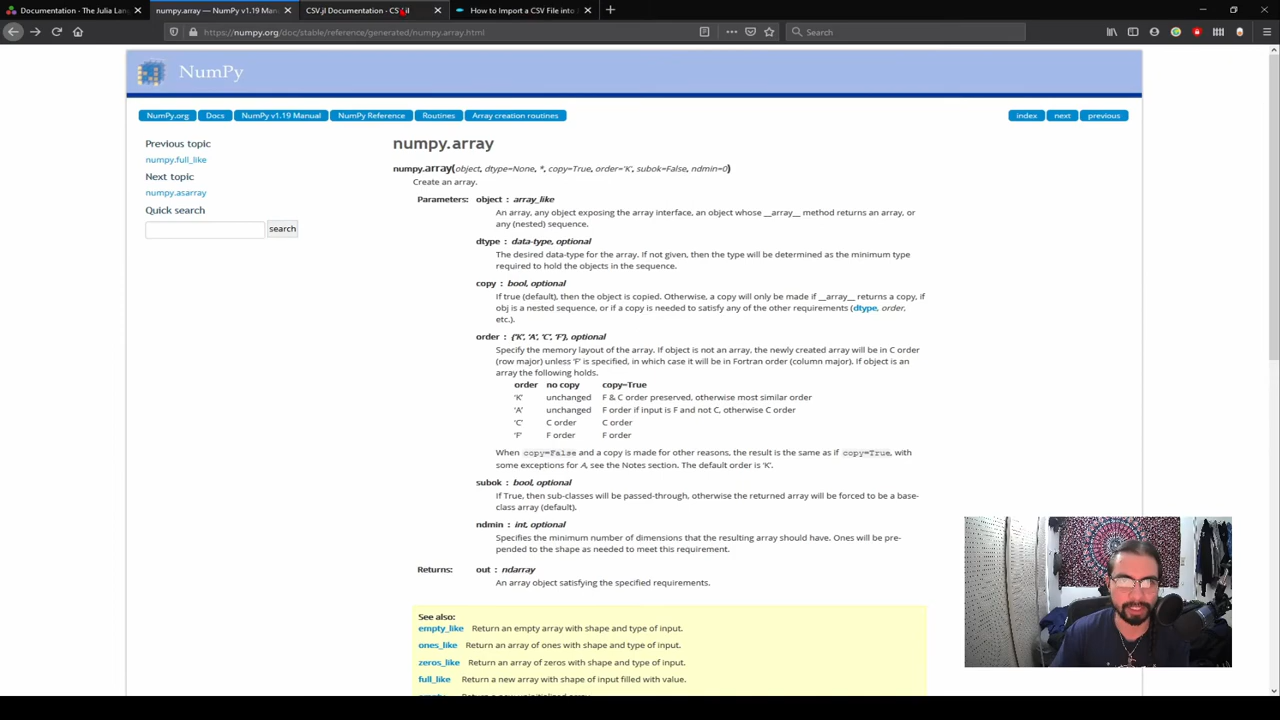 Documentation · The Julia Lan
numpy.array — NumPy v1.19 Man
CSV.jl Documentation · CSV.jl
How to Import a CSV File into J
https://numpy.org/doc/stable/reference/generated/numpy.array.html
Search
NumPy
NumPy.org
Docs
NumPy v1.19 Manual
NumPy Reference
Routines
Array creation routines
index
next
previous
Previous topic
numpy.full_like
Next topic
numpy.asarray
Quick search
search
numpy.array
numpy.array(object, dtype=None, *, copy=True, order='K', subok=False, ndmin=0)
Create an array.
Parameters:
object : array_like
An array, any object exposing the array interface, an object whose __array__ method returns an array, or
any (nested) sequence.
dtype : data-type, optional
The desired data-type for the array. If not given, then the type will be determined as the minimum type
required to hold the objects in the sequence.
copy : bool, optional
If true (default), then the object is copied. Otherwise, a copy will only be made if __array__ returns a copy, if
obj is a nested sequence, or if a copy is needed to satisfy any of the other requirements (dtype, order,
etc.).
order : {'K', 'A', 'C', 'F'}, optional
Specify the memory layout of the array. If object is not an array, the newly created array will be in C order
(row major) unless 'F' is specified, in which case it will be in Fortran order (column major). If object is an
array the following holds.
order no copy copy=True
'K' unchanged F & C order preserved, otherwise most similar order
'A' unchanged F order if input is F and not C, otherwise C order
'C' C order C order
'F' F order F order
When copy=False and a copy is made for other reasons, the result is the same as if copy=True, with
some exceptions for A, see the Notes section. The default order is 'K'.
subok : bool, optional
If True, then sub-classes will be passed-through, otherwise the returned array will be forced to be a base-
class array (default).
ndmin : int, optional
Specifies the minimum number of dimensions that the resulting array should have. Ones will be pre-
pended to the shape as needed to meet this requirement.
Returns:
out : ndarray
An array object satisfying the specified requirements.
See also:
empty_like Return an empty array with shape and type of input.
ones_like Return an array of ones with shape and type of input.
zeros_like Return an array of zeros with shape and type of input.
full_like Return a new array with shape of input filled with value.